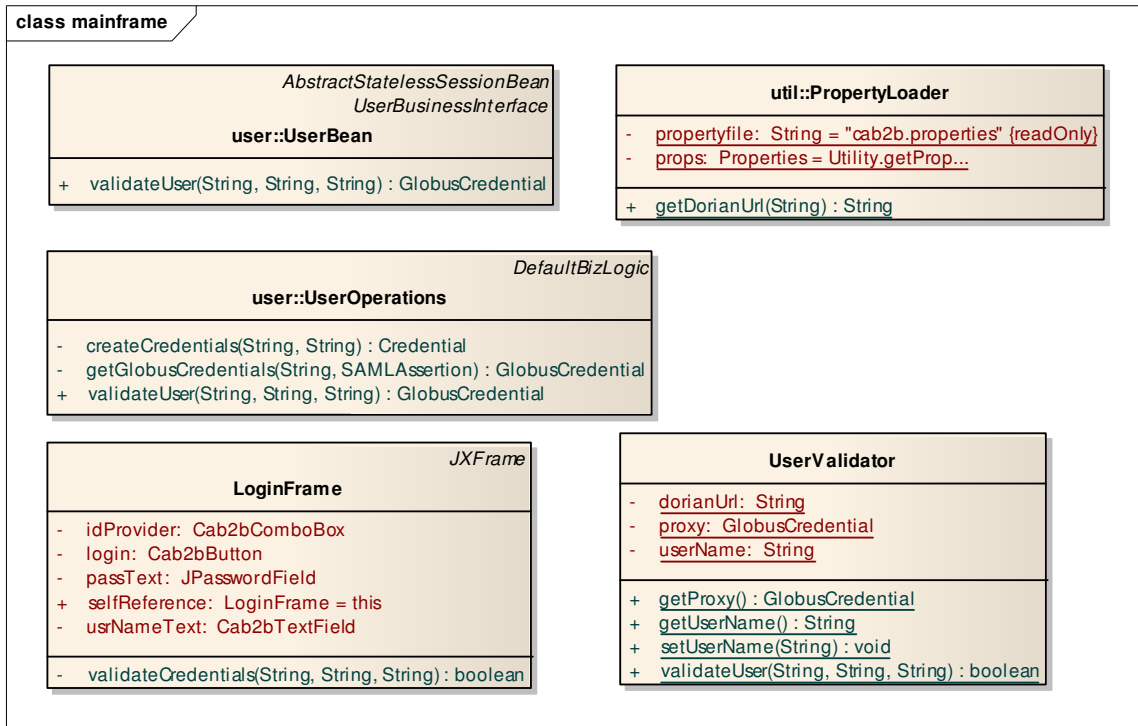 class mainframe
AbstractStatelessSessionBean
UserBusinessInterface
user::UserBean
+ validateUser(String, String, String) : GlobusCredential
util::PropertyLoader
- propertyfile: String = "cab2b.properties" {readOnly}
- props: Properties = Utility.getProp...
+ getDorianUrl(String) : String
DefaultBizLogic
user::UserOperations
- createCredentials(String, String) : Credential
- getGlobusCredentials(String, SAMLAssertion) : GlobusCredential
+ validateUser(String, String, String) : GlobusCredential
JXFrame
LoginFrame
- idProvider: Cab2bComboBox
- login: Cab2bButton
- passText: JPasswordField
+ selfReference: LoginFrame = this
- usrNameText: Cab2bTextField
- validateCredentials(String, String, String) : boolean
UserValidator
- dorianUrl: String
- proxy: GlobusCredential
- userName: String
+ getProxy() : GlobusCredential
+ getUserName() : String
+ setUserName(String) : void
+ validateUser(String, String, String) : boolean